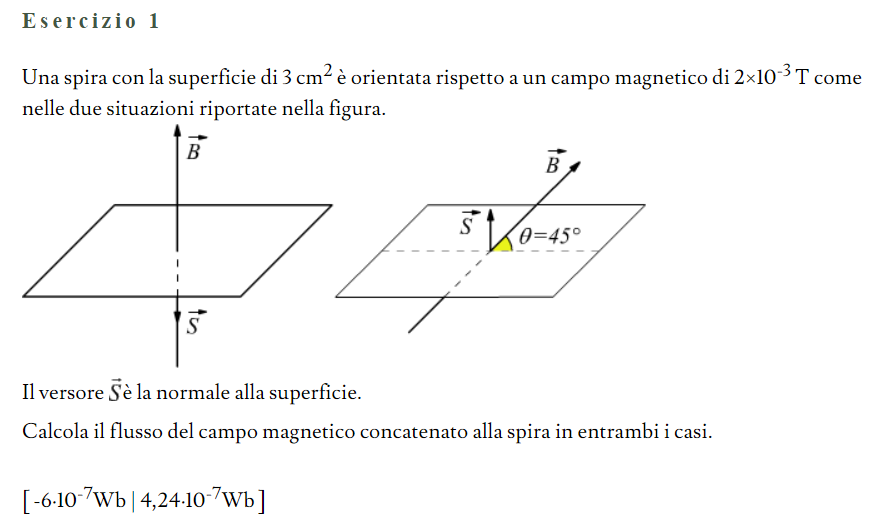 Esercizio 1
Una spira con la superficie di 3 cm² è orientata rispetto a un campo magnetico di 2×10⁻³ T come
nelle due situazioni riportate nella figura.
B⃗
S⃗
B⃗
S⃗
θ=45°
Il versore S⃗è la normale alla superficie.
Calcola il flusso del campo magnetico concatenato alla spira in entrambi i casi.
[ -6·10⁻⁷Wb | 4,24·10⁻⁷Wb ]